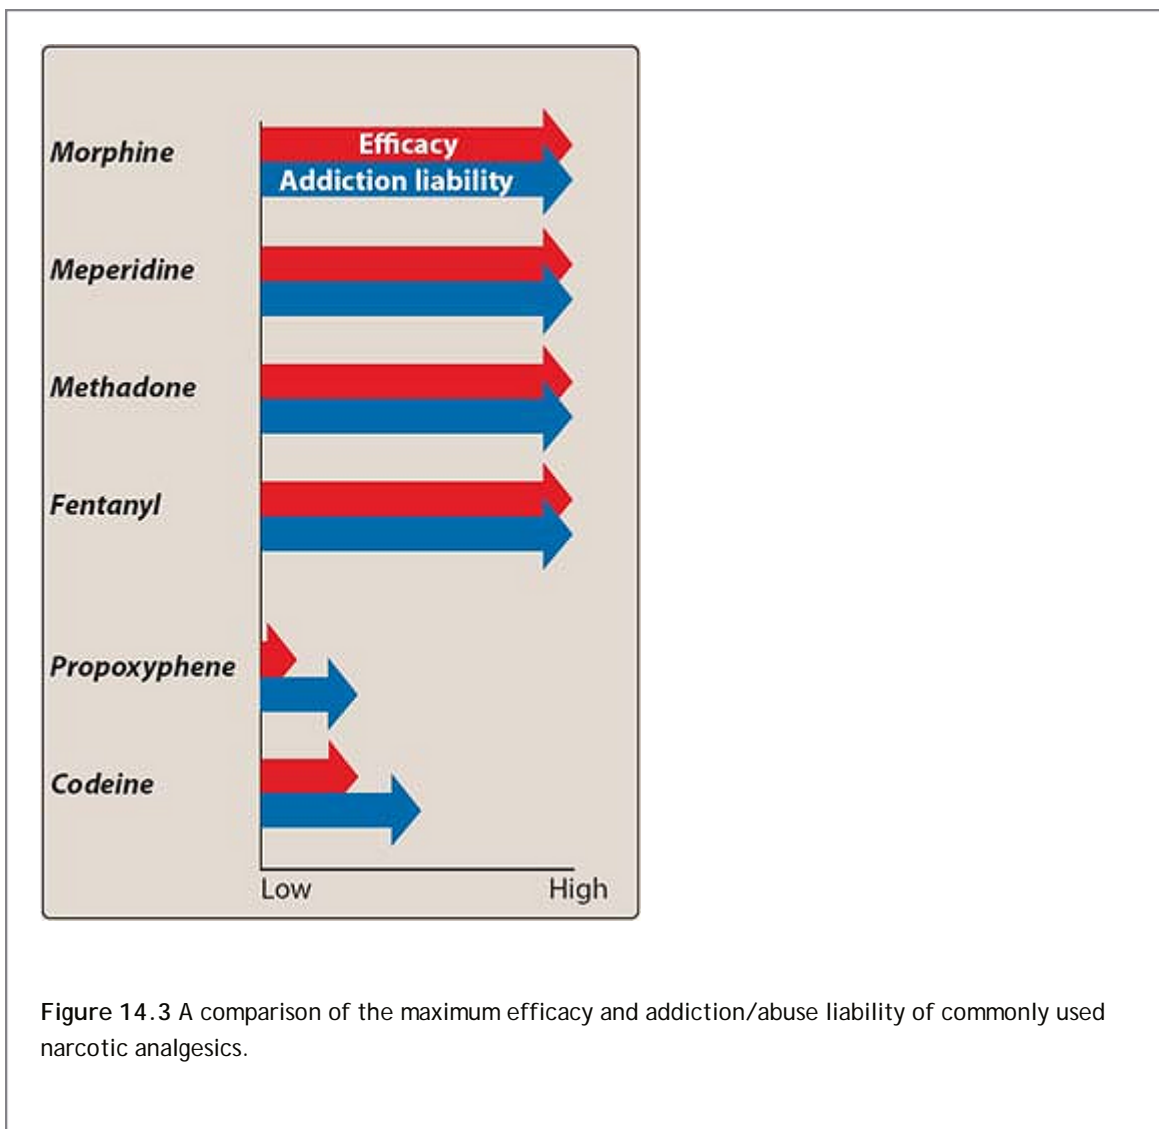 Morphine
Efficacy
Addiction liability
Meperidine
Methadone
Fentanyl
Propoxyphene
Codeine
Low
High
Figure 14.3 A comparison of the maximum efficacy and addiction/abuse liability of commonly used
narcotic analgesics.